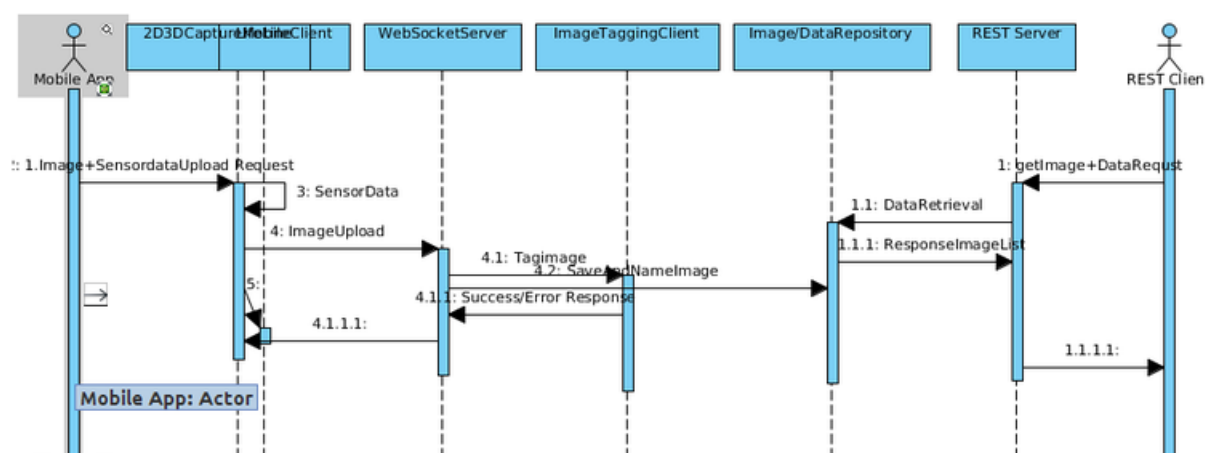 2D3DCapture
MobileClient
WebSocketServer
ImageTaggingClient
Image/DataRepository
REST Server
Mobile App
REST Clien
1.Image+SensordataUpload Request
1: getImage+DataRequst
3: SensorData
1.1: DataRetrieval
4: ImageUpload
1.1.1: ResponseImageList
4.1: Tagimage
4.2: SaveAndNameImage
5:
4.1.1: Success/Error Response
4.1.1.1:
1.1.1.1:
Mobile App: Actor